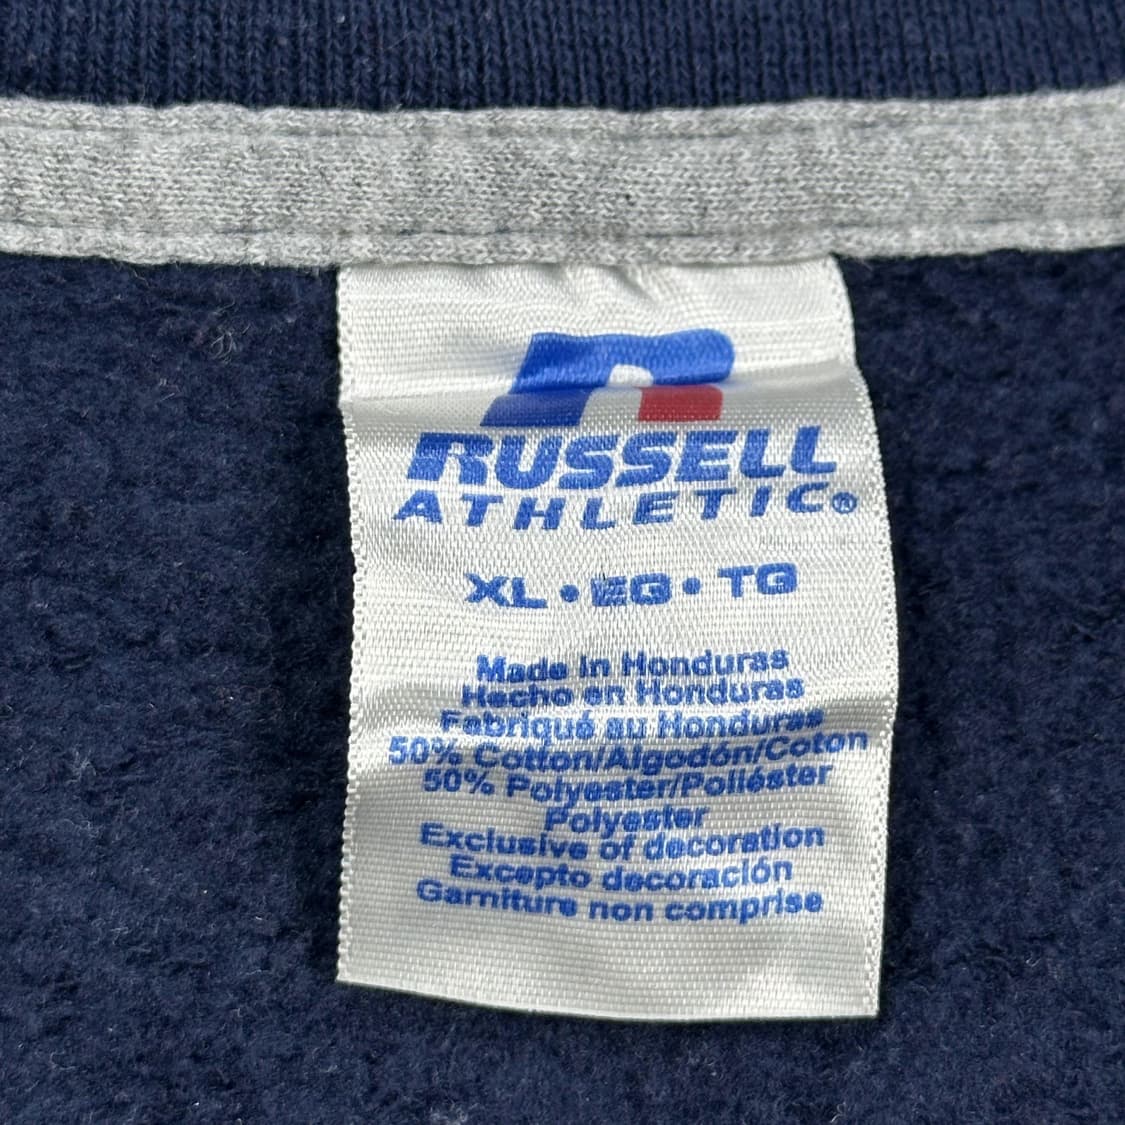 RUSSELL
ATHLETIC®
XL • EG • TG
Made in Honduras
Hecho en Honduras
Fabriqué au Honduras
50% Cotton/Algodón/Coton
50% Polyester/Poliéster
Polyester
Exclusive of decoration
Excepto decoración
Garniture non comprise